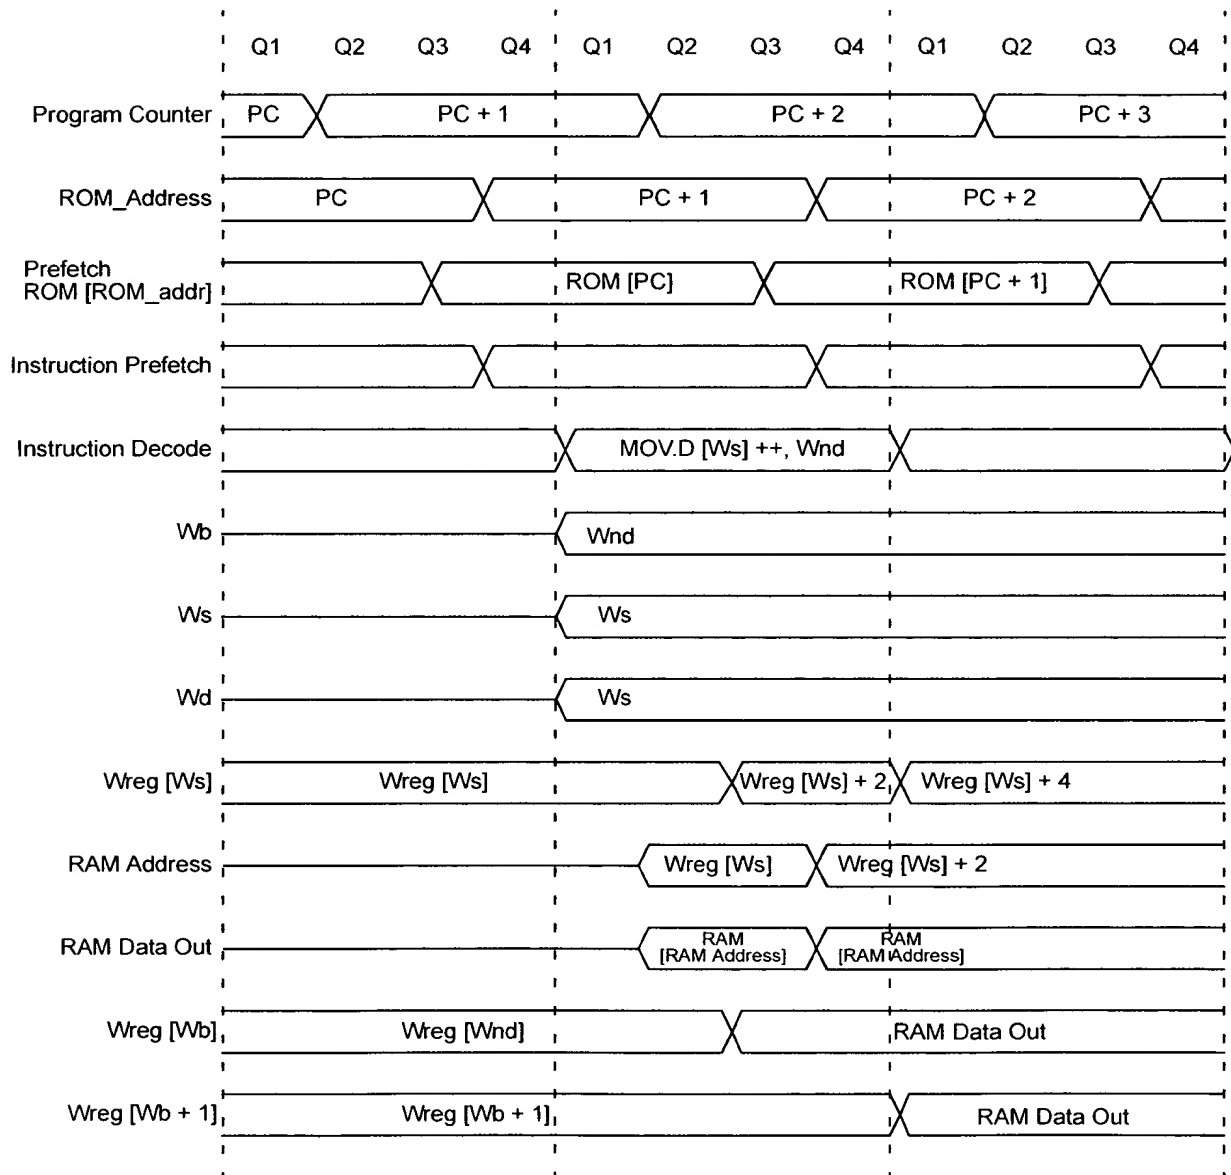 Q1 Q2 Q3 Q4 Q1 Q2 Q3 Q4 Q1 Q2 Q3 Q4
Program Counter PC PC + 1 PC + 2 PC + 3
ROM_Address PC PC + 1 PC + 2
Prefetch
ROM [ROM_addr] ROM [PC] ROM [PC + 1]
Instruction Prefetch
Instruction Decode MOV.D [Ws] ++, Wnd
Wb Wnd
Ws Ws
Wd Ws
Wreg [Ws] Wreg [Ws] Wreg [Ws] + 2 Wreg [Ws] + 4
RAM Address Wreg [Ws] Wreg [Ws] + 2
RAM Data Out RAM RAM
[RAM Address] [RAM Address]
Wreg [Wb] Wreg [Wnd] RAM Data Out
Wreg [Wb + 1] Wreg [Wb + 1] RAM Data Out